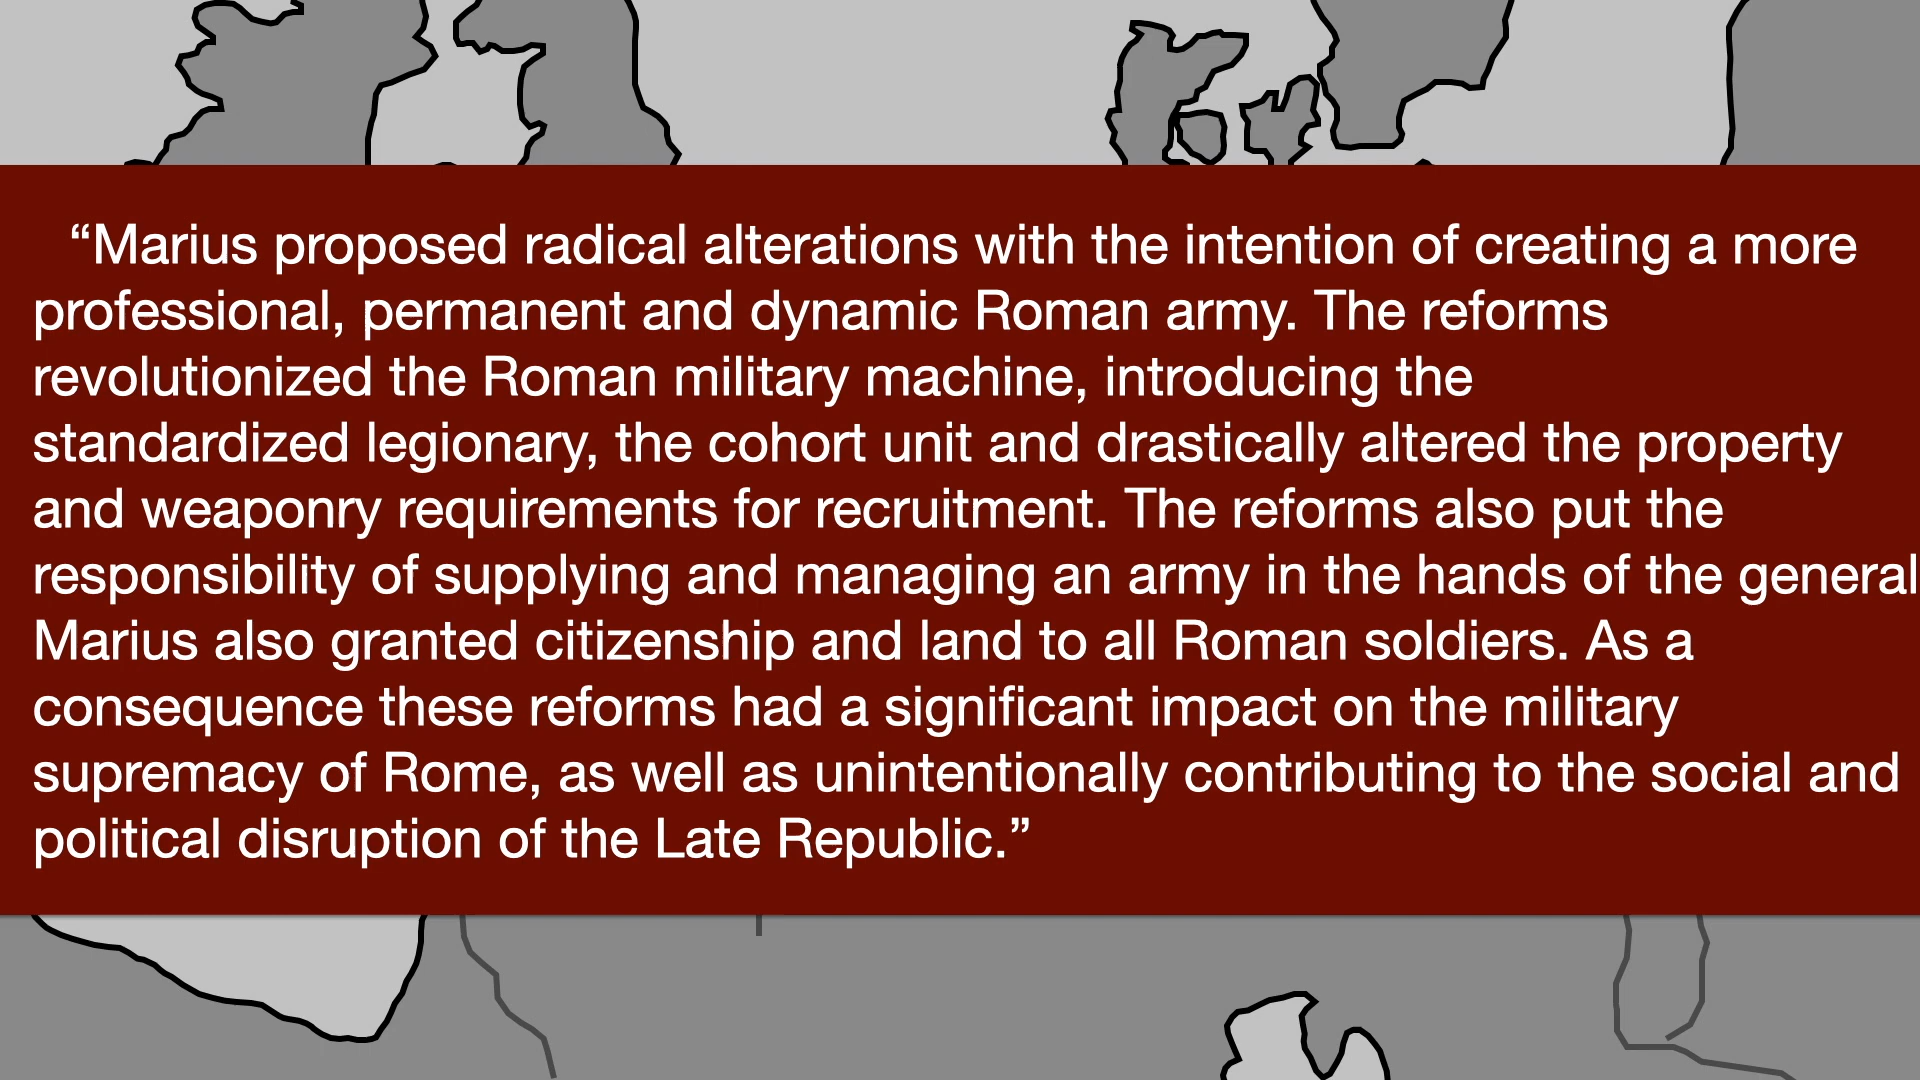 “Marius proposed radical alterations with the intention of creating a more
professional, permanent and dynamic Roman army. The reforms
revolutionized the Roman military machine, introducing the
standardized legionary, the cohort unit and drastically altered the property
and weaponry requirements for recruitment. The reforms also put the
responsibility of supplying and managing an army in the hands of the general
Marius also granted citizenship and land to all Roman soldiers. As a
consequence these reforms had a significant impact on the military
supremacy of Rome, as well as unintentionally contributing to the social and
political disruption of the Late Republic.”